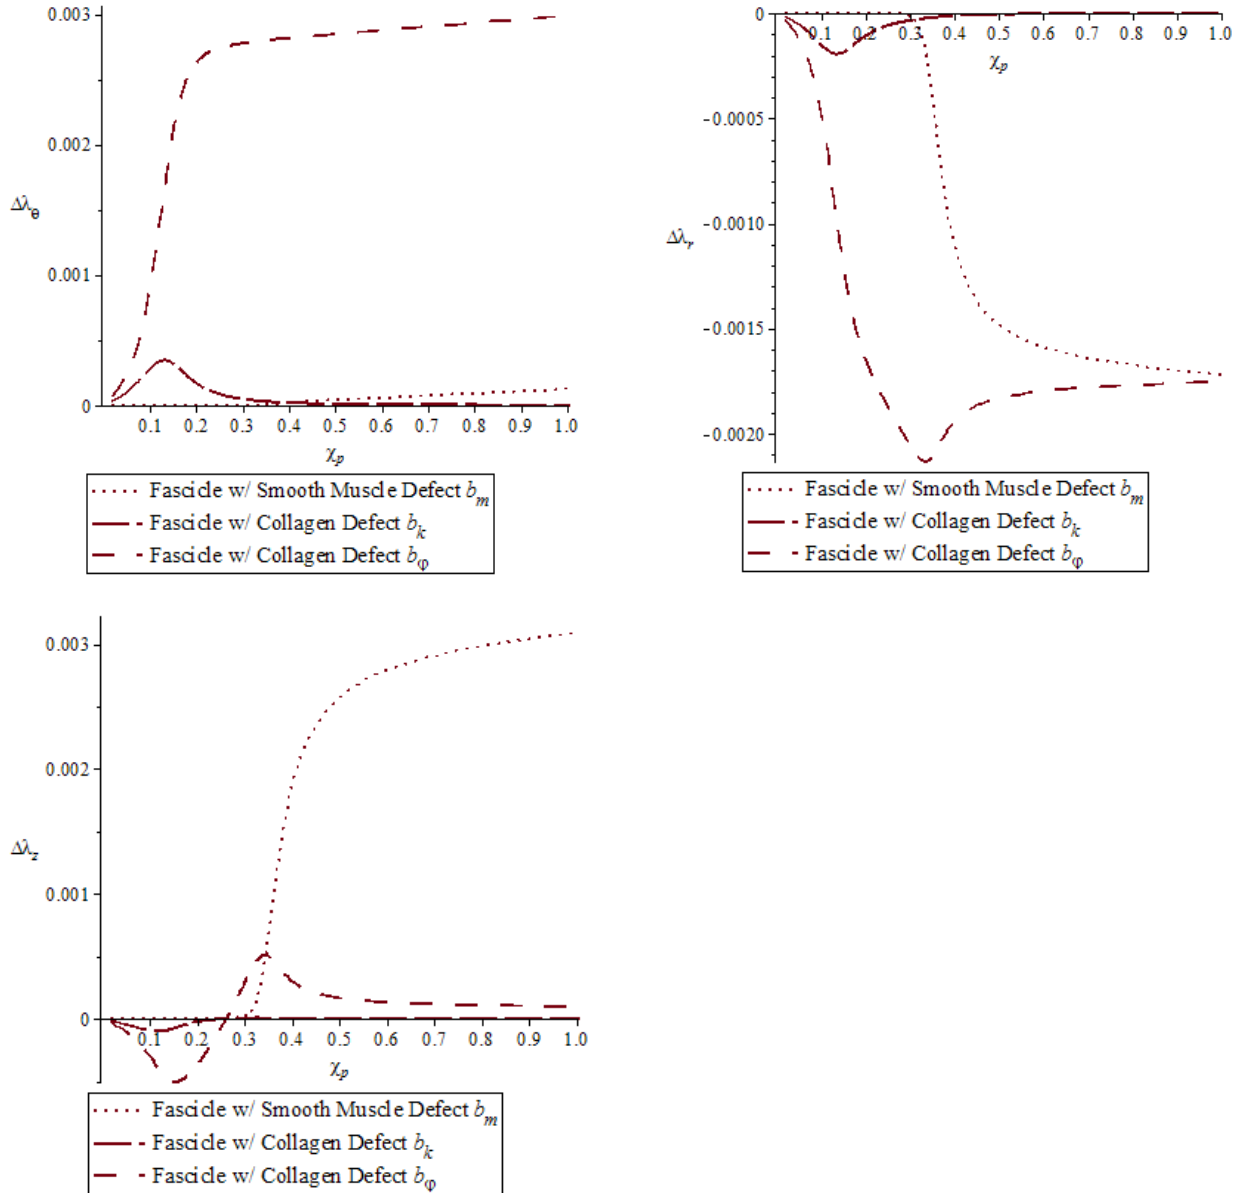 0.003
0.002
Δλθ
0.001
0
0.1 0.2 0.3 0.4 0.5 0.6 0.7 0.8 0.9 1.0
χp
Fascicle w/ Smooth Muscle Defect bm
Fascicle w/ Collagen Defect bk
Fascicle w/ Collagen Defect bφ
0
0.1 0.2 0.3 0.4 0.5 0.6 0.7 0.8 0.9 1.0
χp
-0.0005
-0.0010
Δλr
-0.0015
-0.0020
Fascicle w/ Smooth Muscle Defect bm
Fascicle w/ Collagen Defect bk
Fascicle w/ Collagen Defect bφ
0.003
0.002
Δλz
0.001
0
0.1 0.2 0.3 0.4 0.5 0.6 0.7 0.8 0.9 1.0
χp
Fascicle w/ Smooth Muscle Defect bm
Fascicle w/ Collagen Defect bk
Fascicle w/ Collagen Defect bφ